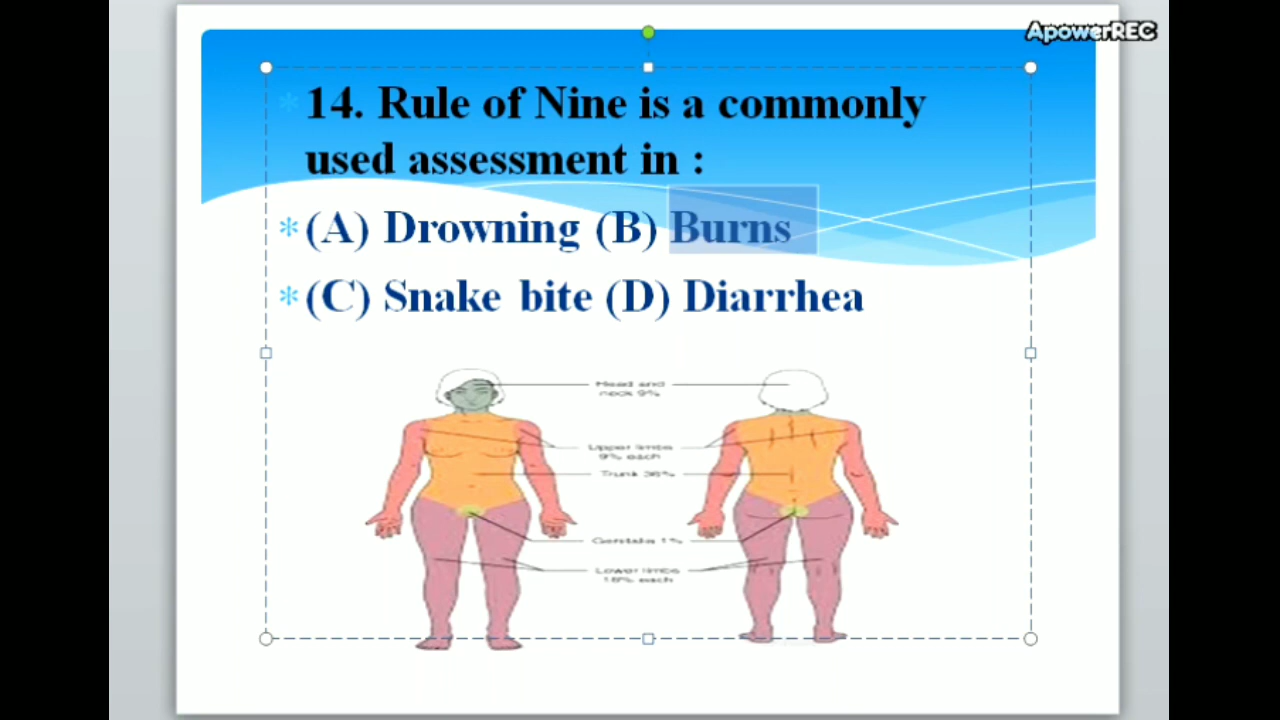 ApowerREC
14. Rule of Nine is a commonly
used assessment in :
(A) Drowning (B) Burns
(C) Snake bite (D) Diarrhea
Head and
neck 9%
Upper limbs
9% each
Trunk 36%
Genitals 1%
Lower limbs
18% each